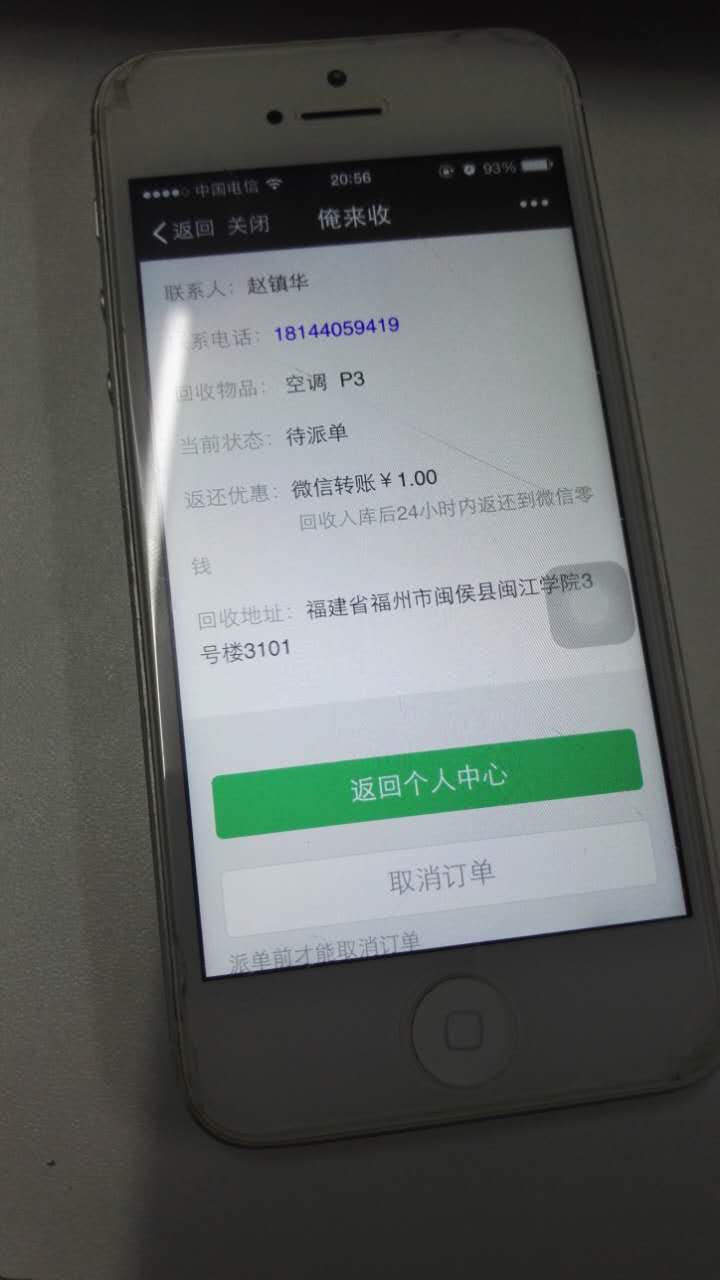 中国电信 20:56 93%
返回 关闭 俺来收
联系人：赵镇华
联系电话：18144059419
回收物品：空调 P3
当前状态：待派单
返还优惠：微信转账￥1.00
回收入库后24小时内返还到微信零
钱
回收地址：福建省福州市闽侯县闽江学院3
号楼3101
返回个人中心
取消订单
派单前才能取消订单